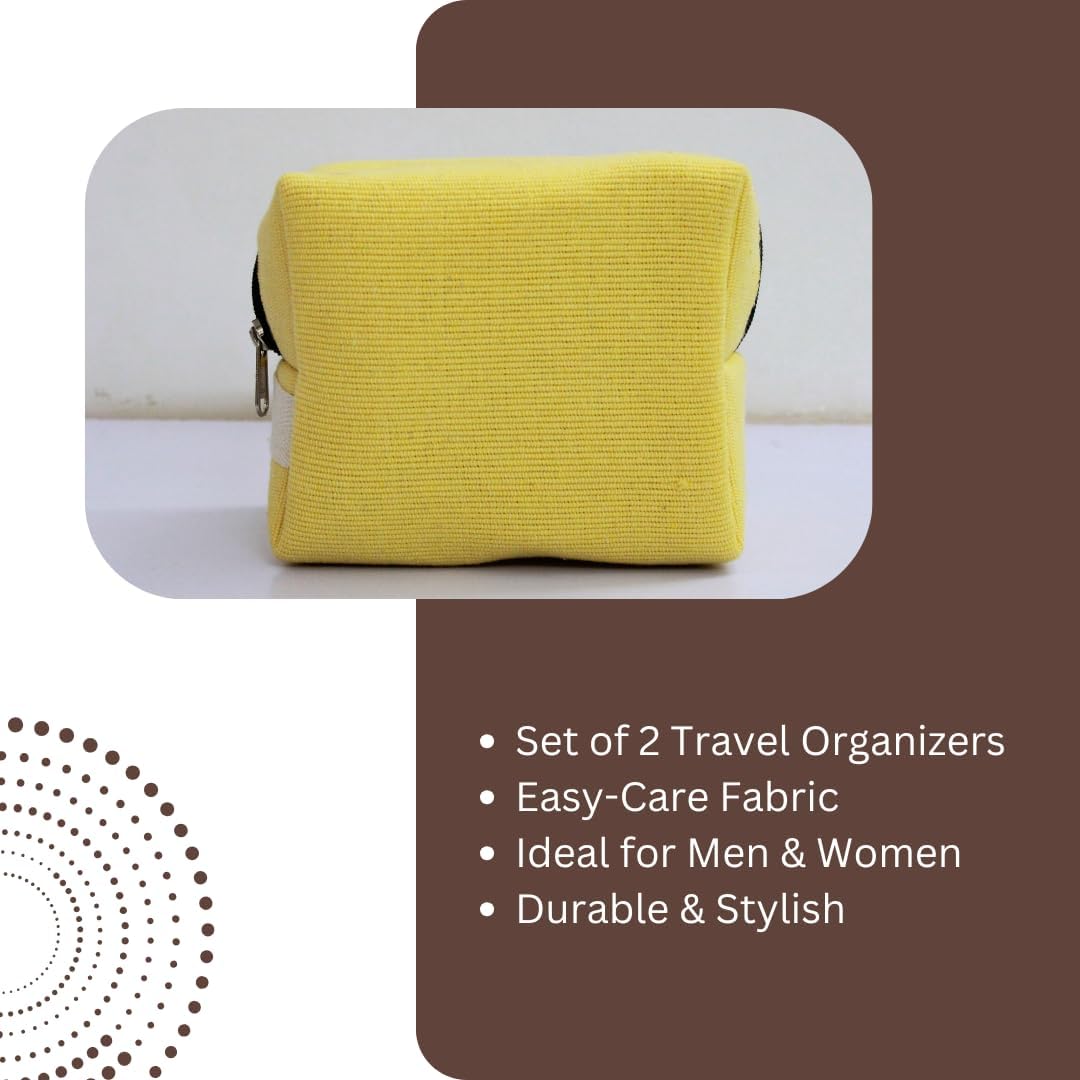 • Set of 2 Travel Organizers
• Easy-Care Fabric
• Ideal for Men & Women
• Durable & Stylish